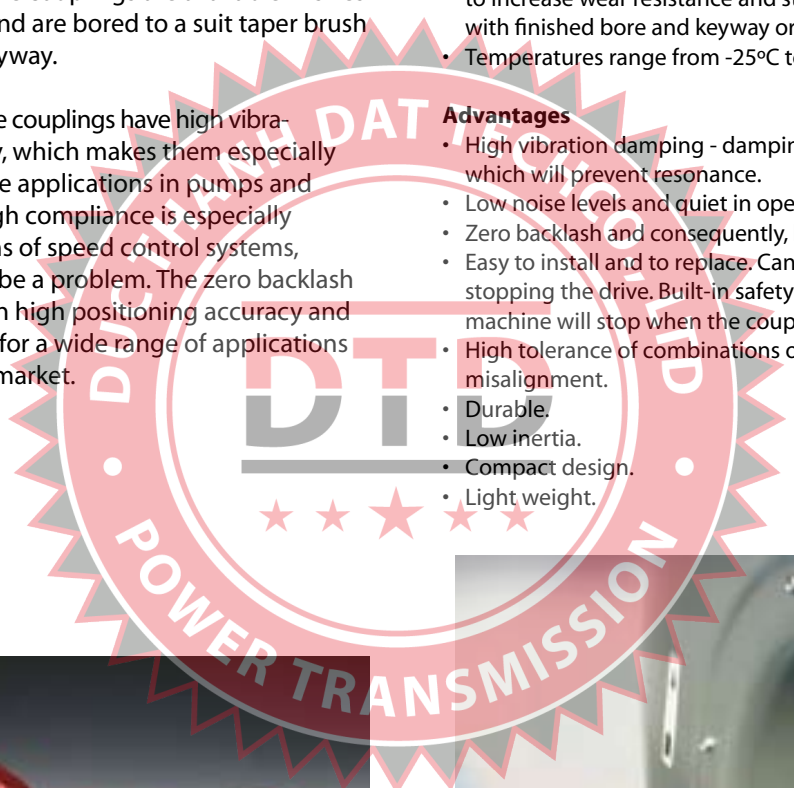 and are bored to a suit taper brush
yway.
e couplings have high vibra-
y, which makes them especially
e applications in pumps and
gh compliance is especially
ns of speed control systems,
be a problem. The zero backlash
n high positioning accuracy and
for a wide range of applications
market.
to increase wear resistance and s
with finished bore and keyway or
• Temperatures range from -25ºC to
Advantages
• High vibration damping - dampin
which will prevent resonance.
• Low noise levels and quiet in ope
• Zero backlash and consequently,
• Easy to install and to replace. Can
stopping the drive. Built-in safety
machine will stop when the coup
• High tolerance of combinations o
misalignment.
• Durable.
• Low inertia.
• Compact design.
• Light weight.
DUC THANH DAT TECHCO., LTD
DTD
POWER TRANSMISSION